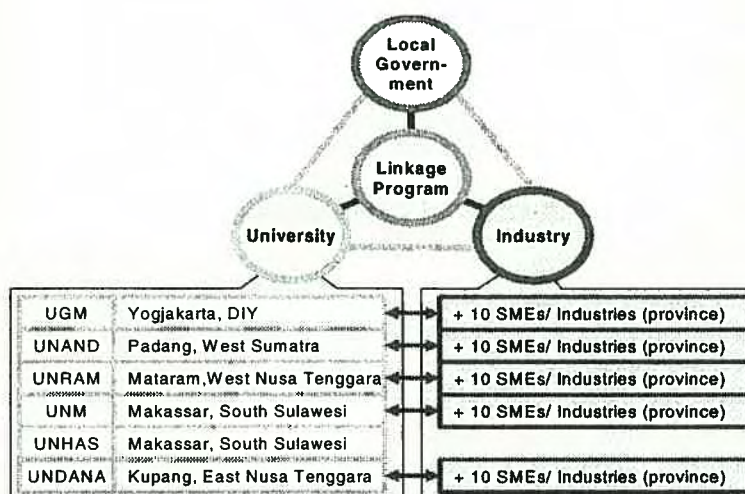 Local
Govern-
ment
Linkage
Program
University
Industry
UGM Yogjakarta, DIY + 10 SMEs/ Industries (province)
UNAND Padang, West Sumatra + 10 SMEs/ Industries (province)
UNRAM Mataram,West Nusa Tenggara + 10 SMEs/ Industries (province)
UNM Makassar, South Sulawesi + 10 SMEs/ Industries (province)
UNHAS Makassar, South Sulawesi
UNDANA Kupang, East Nusa Tenggara + 10 SMEs/ Industries (province)